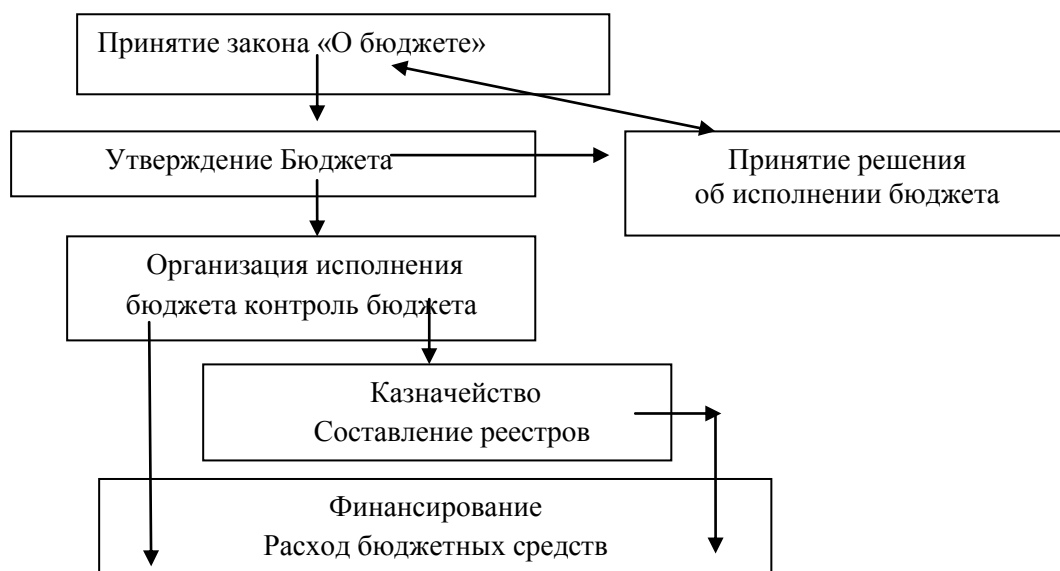 Принятие закона «О бюджете»
Утверждение Бюджета
Принятие решения
об исполнении бюджета
Организация исполнения
бюджета контроль бюджета
Казначейство
Составление реестров
Финансирование
Расход бюджетных средств